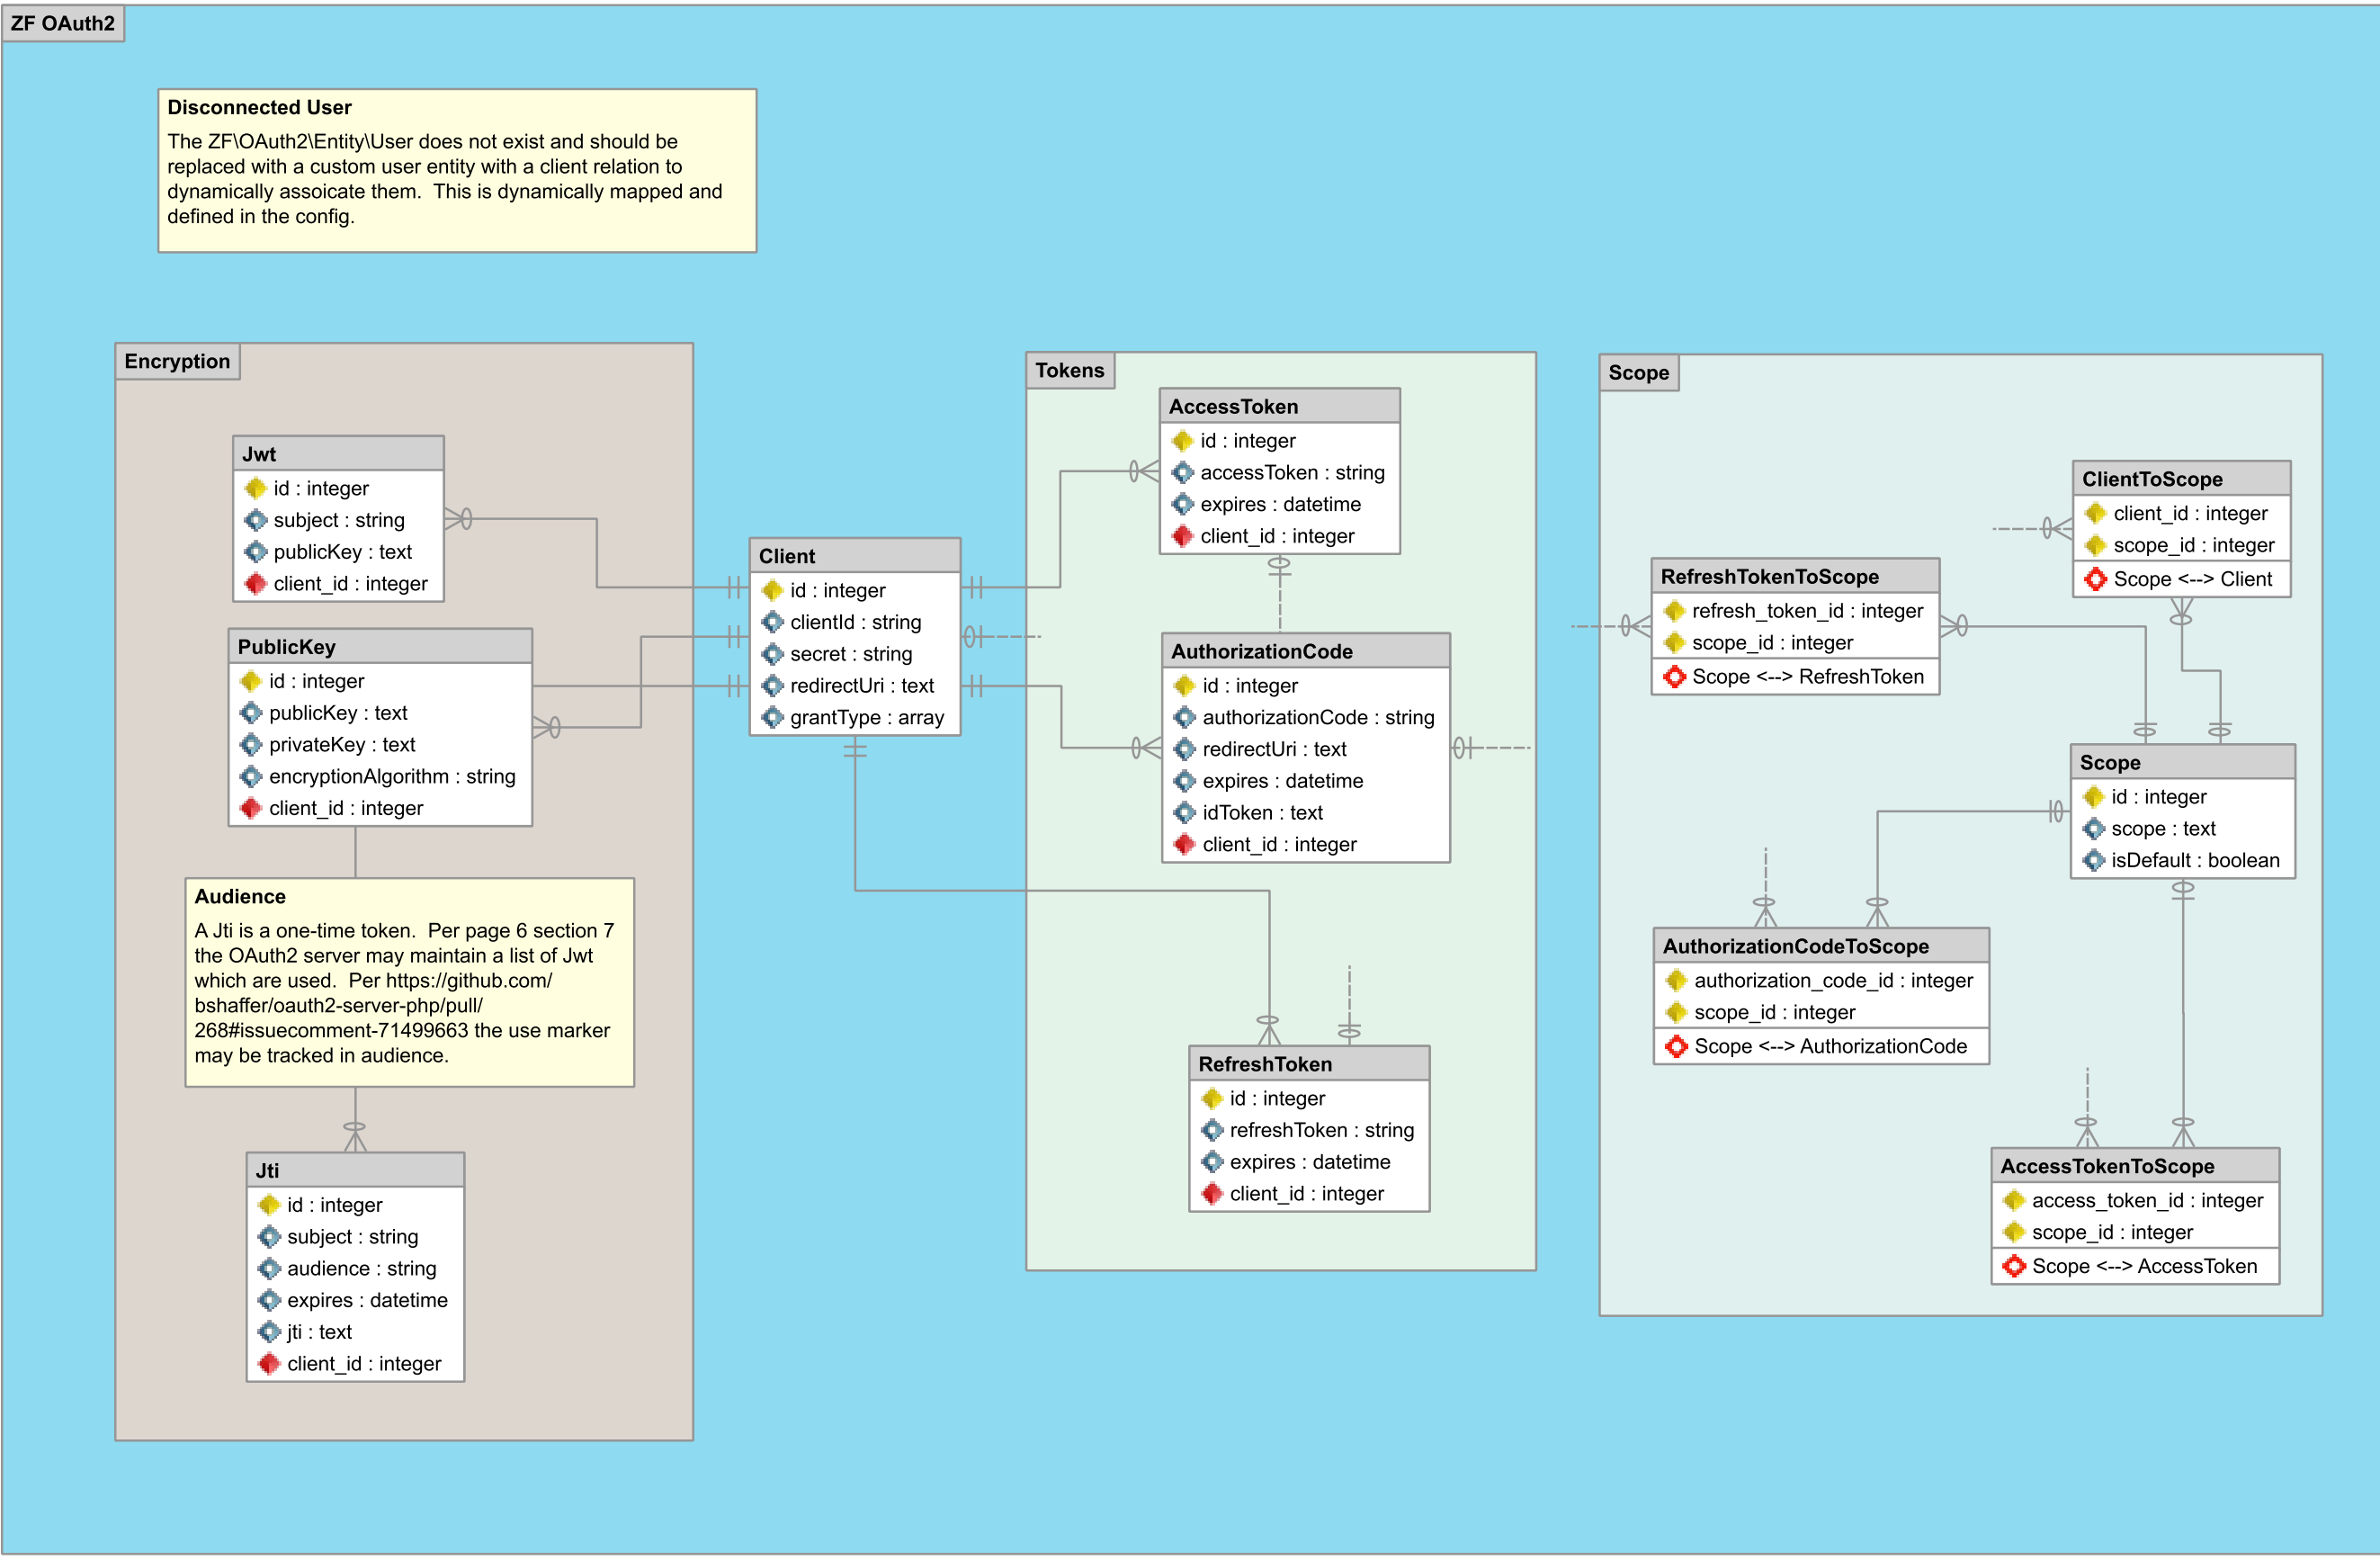 ZF OAuth2
Disconnected User
The ZF\OAuth2\Entity\User does not exist and should be
replaced with a custom user entity with a client relation to
dynamically assoicate them.  This is dynamically mapped and
defined in the config.
Encryption
Jwt
id : integer
subject : string
publicKey : text
client_id : integer
PublicKey
id : integer
publicKey : text
privateKey : text
encryptionAlgorithm : string
client_id : integer
Audience
A Jti is a one-time token.  Per page 6 section 7
the OAuth2 server may maintain a list of Jwt
which are used.  Per https://github.com/
bshaffer/oauth2-server-php/pull/
268#issuecomment-71499663 the use marker
may be tracked in audience.
Jti
id : integer
subject : string
audience : string
expires : datetime
jti : text
client_id : integer
Client
id : integer
clientId : string
secret : string
redirectUri : text
grantType : array
Tokens
AccessToken
id : integer
accessToken : string
expires : datetime
client_id : integer
AuthorizationCode
id : integer
authorizationCode : string
redirectUri : text
expires : datetime
idToken : text
client_id : integer
RefreshToken
id : integer
refreshToken : string
expires : datetime
client_id : integer
Scope
ClientToScope
client_id : integer
scope_id : integer
Scope <--> Client
RefreshTokenToScope
refresh_token_id : integer
scope_id : integer
Scope <--> RefreshToken
Scope
id : integer
scope : text
isDefault : boolean
AuthorizationCodeToScope
authorization_code_id : integer
scope_id : integer
Scope <--> AuthorizationCode
AccessTokenToScope
access_token_id : integer
scope_id : integer
Scope <--> AccessToken